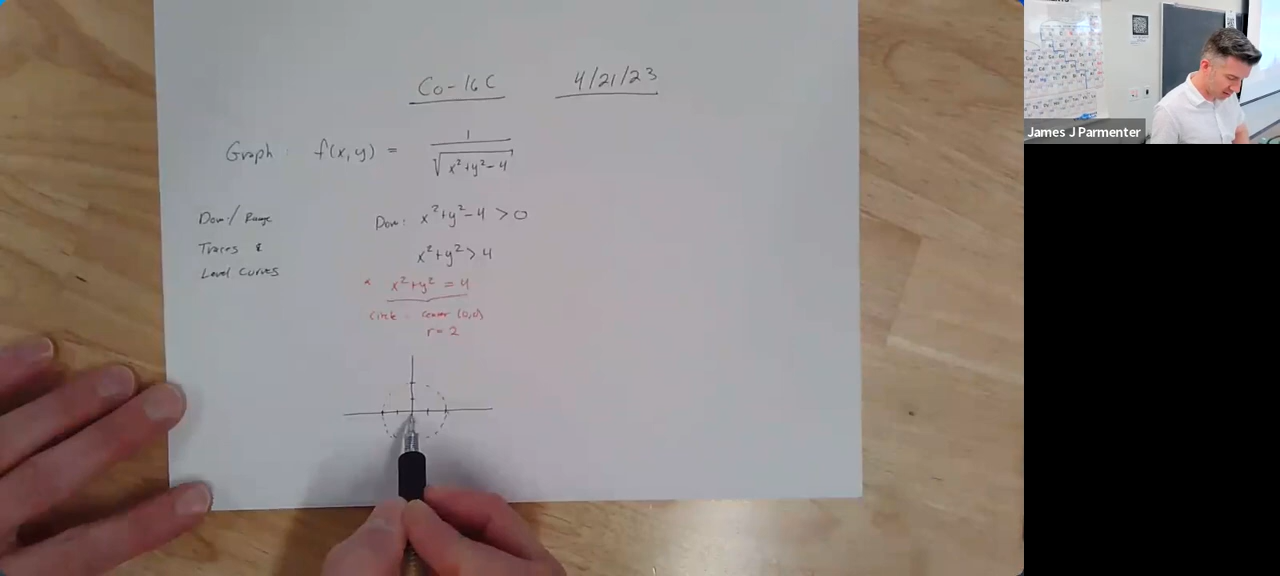 Co-16C 4/21/23
Graph: f(x,y) = 1/√(x²+y²-4)
Dom: x²+y²-4 > 0
x²+y² > 4
Dom/Range
Traces &
Level Curves
* x²+y² = 4
Circle: center (0,0)
r = 2
James J Parmenter